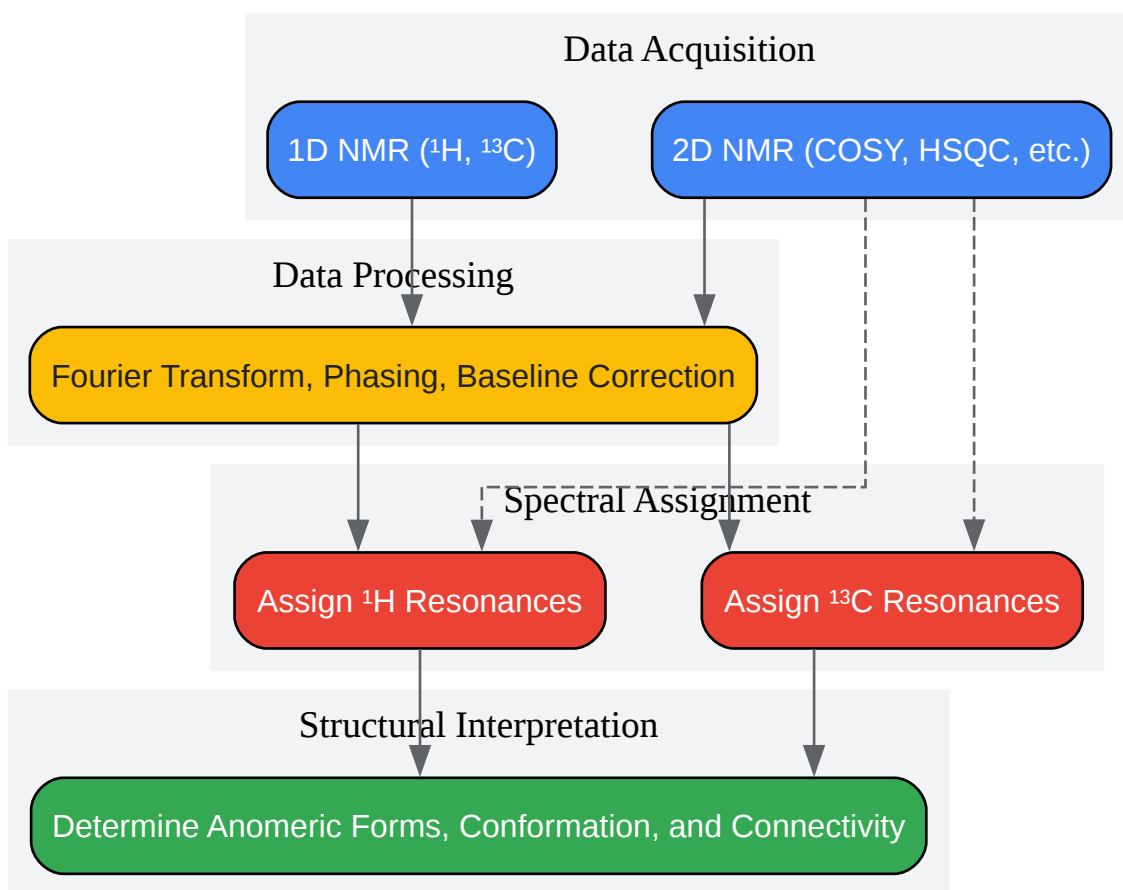 Data Acquisition
1D NMR (¹H, ¹³C)
2D NMR (COSY, HSQC, etc.)
Data Processing
Fourier Transform, Phasing, Baseline Correction
Spectral Assignment
Assign ¹H Resonances
Assign ¹³C Resonances
Structural Interpretation
Determine Anomeric Forms, Conformation, and Connectivity